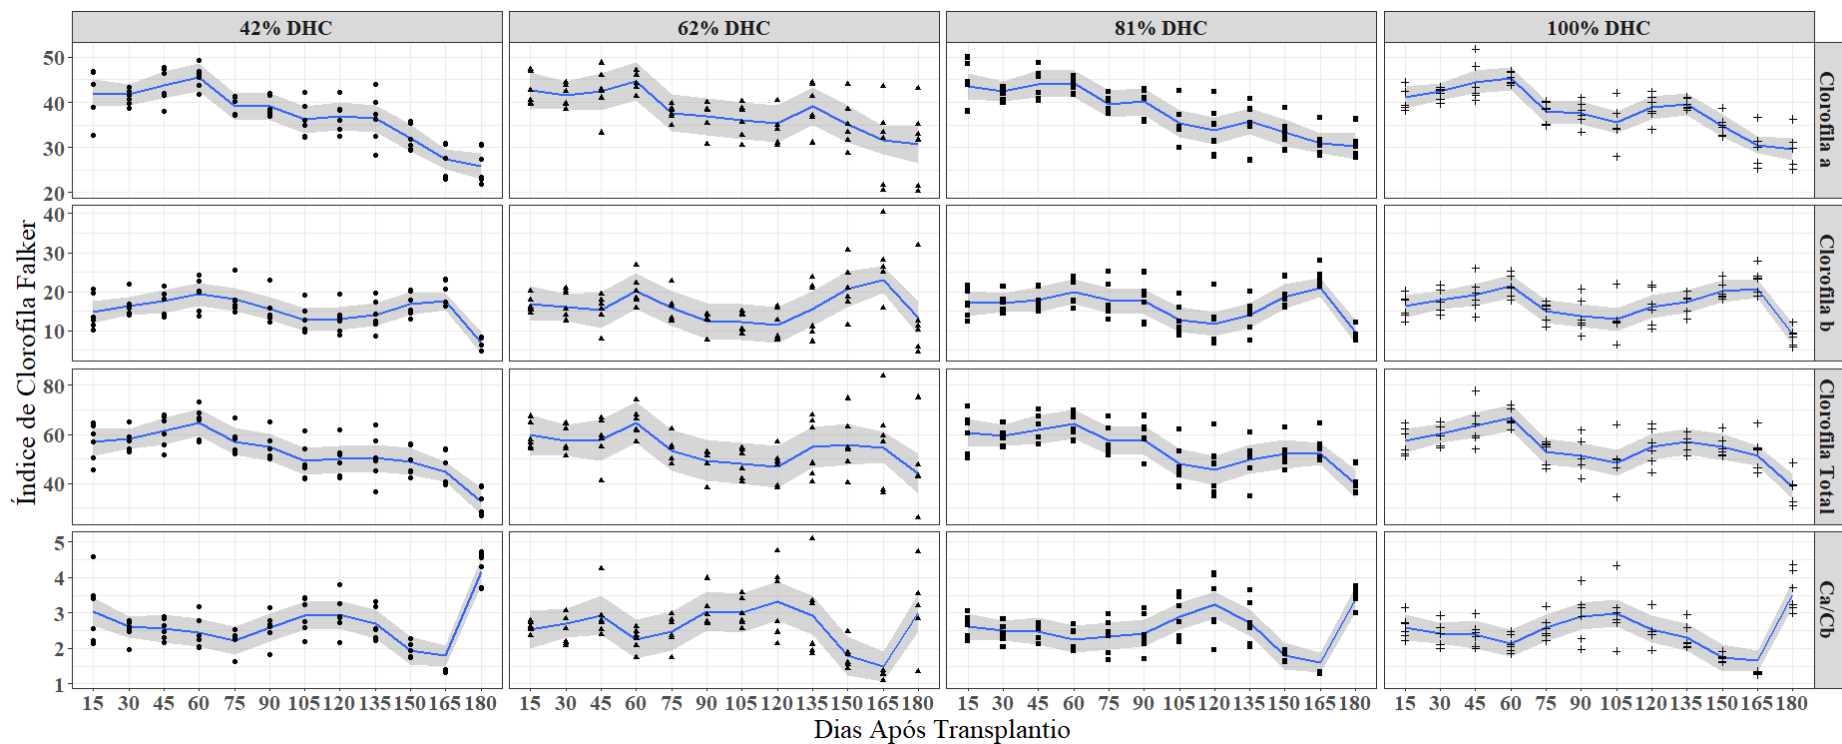 42% DHC 62% DHC 81% DHC 100% DHC
Índice de Clorofila Falker
50
40
30
20
Clorofila a
40
30
20
10
Clorofila b
80
60
40
Clorofila Total
5
4
3
2
1
Ca/Cb
15 30 45 60 75 90 105 120 135 150 165 180 15 30 45 60 75 90 105 120 135 150 165 180 15 30 45 60 75 90 105 120 135 150 165 180 15 30 45 60 75 90 105 120 135 150 165 180
Dias Após Transplantio